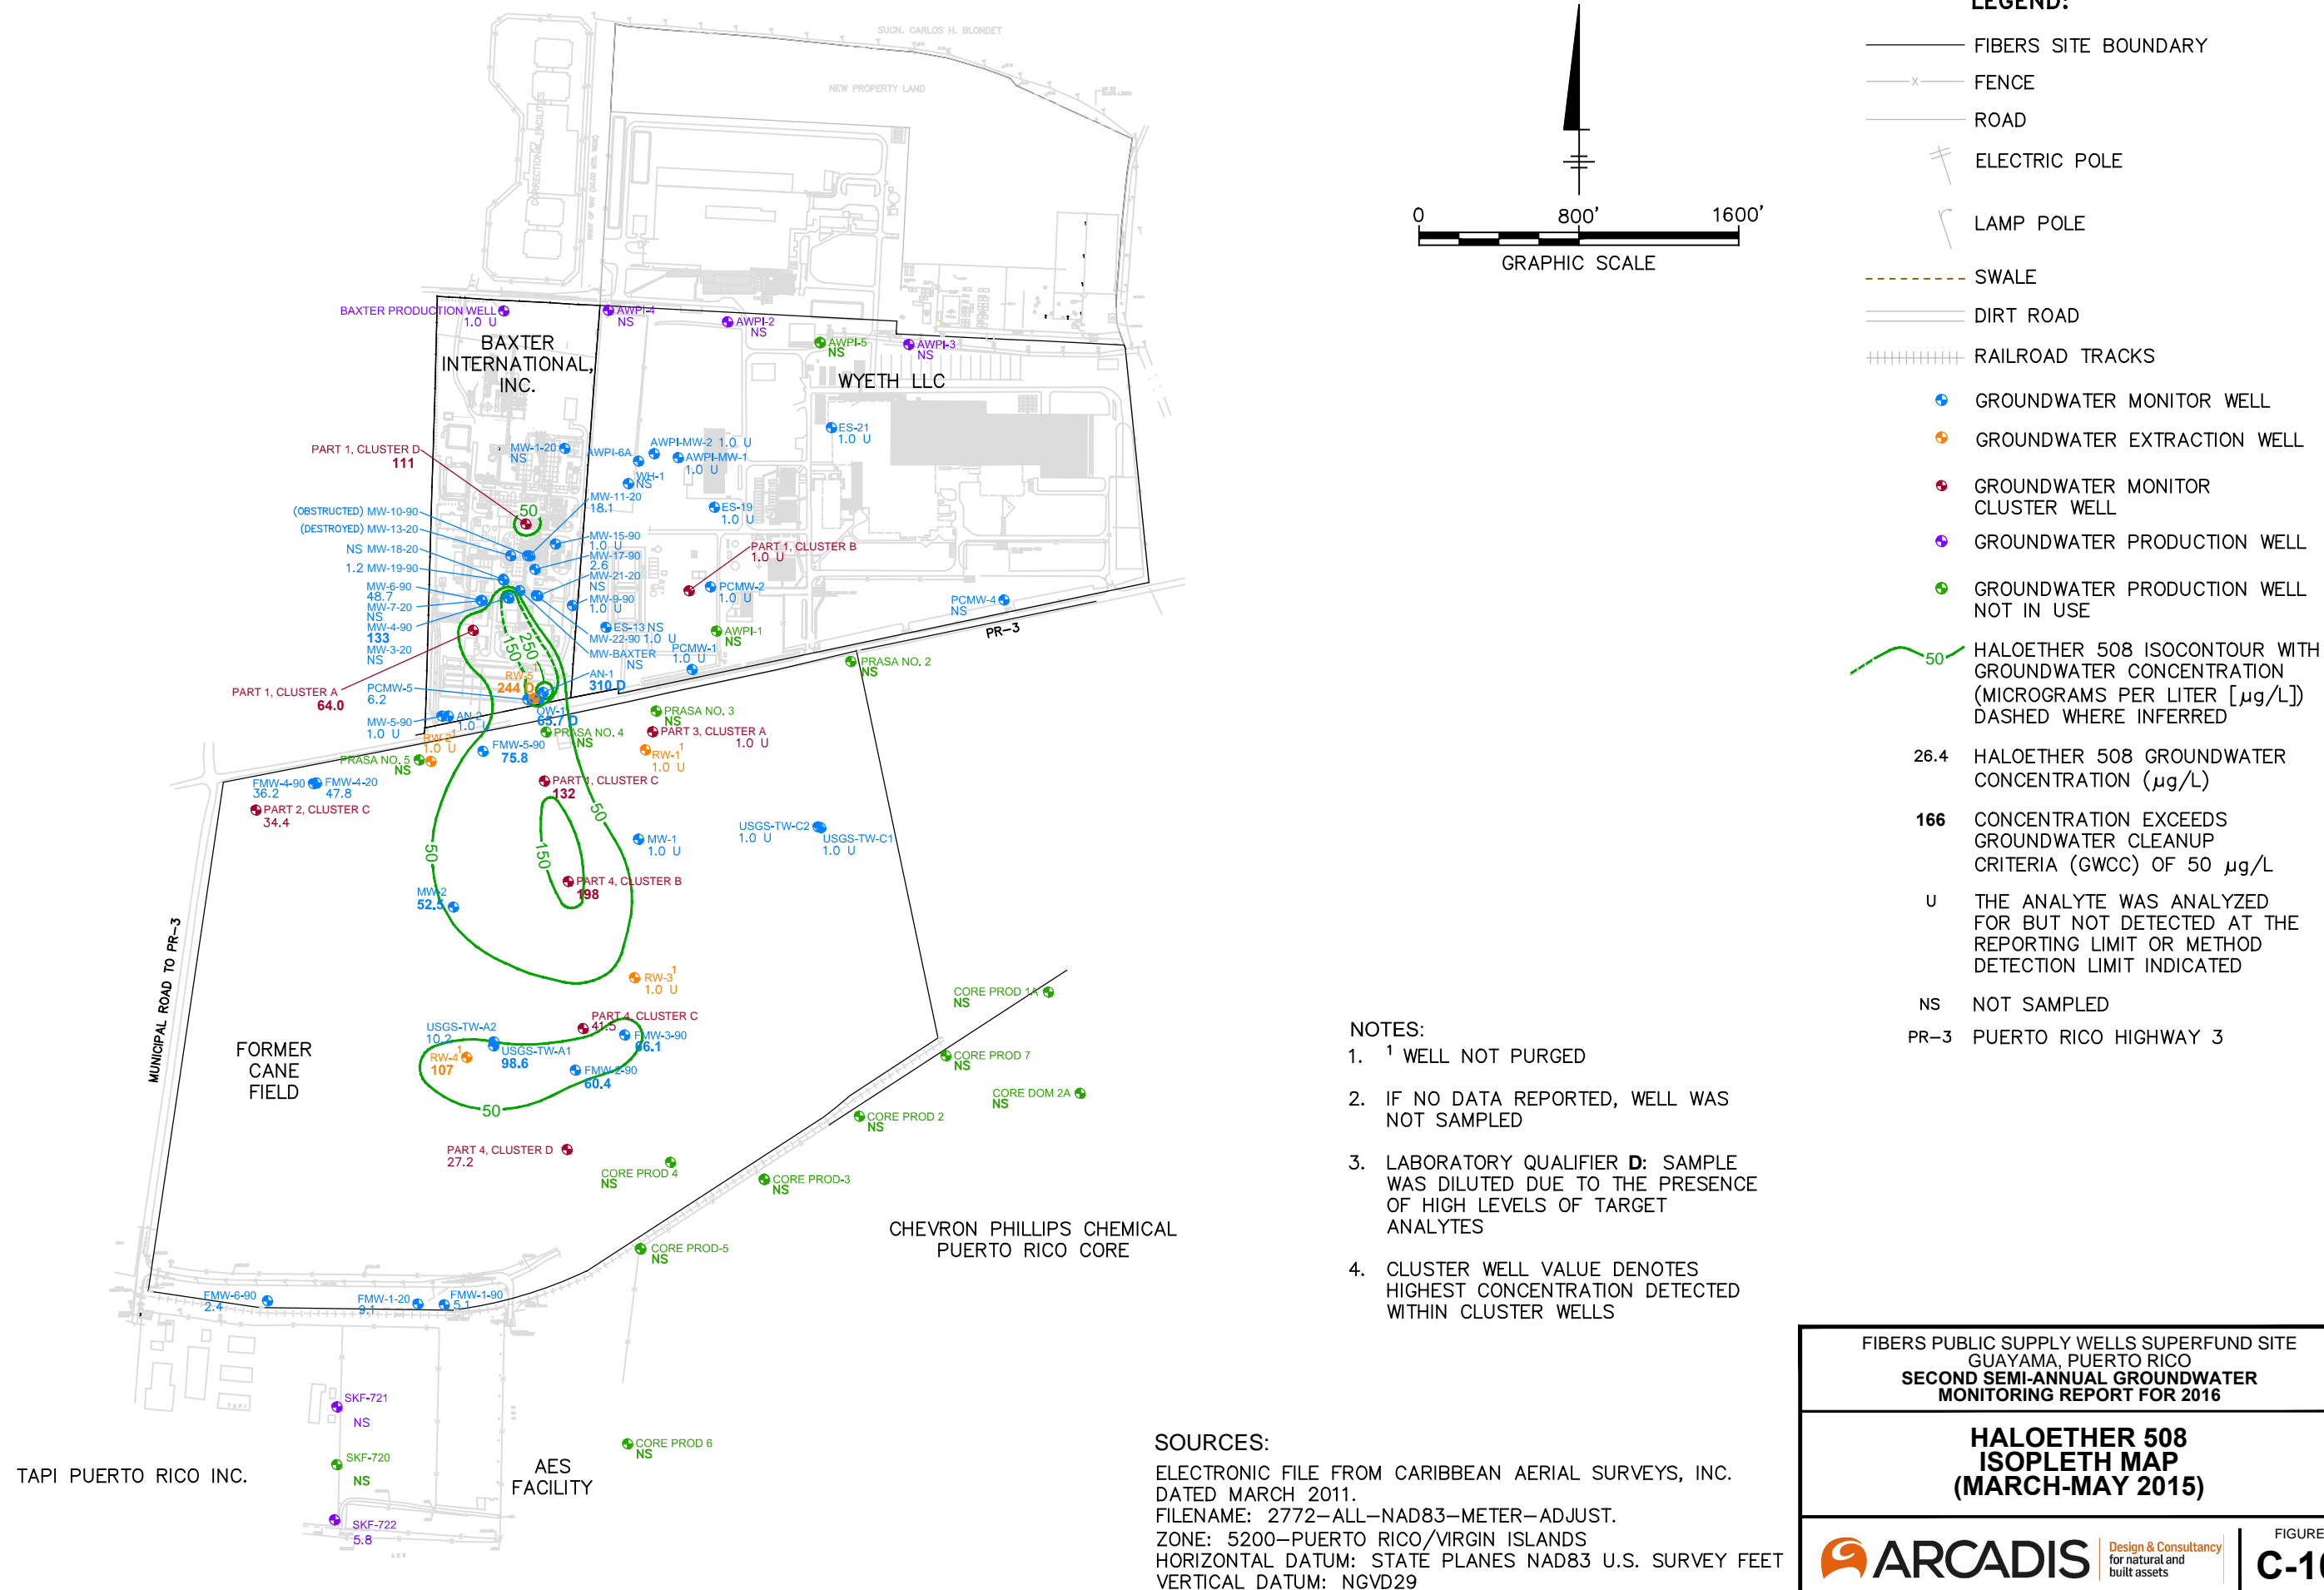 SUCN. CARLOS H. BLONDET
NEW PROPERTY LAND
CORRECTIONAL FACILITIES
BAXTER PRODUCTION WELL
1.0 U
AWPI-4
NS
AWPI-2
NS
AWPI-5
NS
AWPI-3
NS
BAXTER
INTERNATIONAL,
INC.
WYETH LLC
ES-21
1.0 U
PART 1, CLUSTER D
111
MW-1-20
NS
AWPI-6A
AWPI-MW-2 1.0 U
AWPI-MW-1
1.0 U
WH-1
NS
50
MW-11-20
18.1
ES-19
1.0 U
(OBSTRUCTED) MW-10-90
(DESTROYED) MW-13-20
NS MW-18-20
1.2 MW-19-90
MW-6-90
48.7
MW-7-20
NS
MW-4-90
133
MW-3-20
NS
MW-15-90
1.0 U
MW-17-90
2.6
MW-21-20
NS
MW-9-90
1.0 U
ES-13 NS
MW-22-90 1.0 U
MW-BAXTER
NS
PART 1, CLUSTER B
1.0 U
PCMW-2
1.0 U
AWPI-1
NS
PCMW-1
1.0 U
PCMW-4
NS
PR-3
150
250
PART 1, CLUSTER A
64.0
PCMW-5
6.2
RW-5 1
244 D
AN-1
310 D
OW-1
65.7 D
MW-5-90
1.0 U
AN-2
1.0 U
RW-2 1
1.0 U
PRASA NO. 5
NS
PRASA NO. 2
NS
PRASA NO. 3
NS
PRASA NO. 4
NS
PART 3, CLUSTER A
1.0 U
RW-1 1
1.0 U
FMW-5-90
75.8
FMW-4-90
36.2
FMW-4-20
47.8
PART 2, CLUSTER C
34.4
PART 1, CLUSTER C
132
50
50
150
MW-1
1.0 U
USGS-TW-C2
1.0 U
USGS-TW-C1
1.0 U
PART 4, CLUSTER B
198
MW-2
52.5
MUNICIPAL ROAD TO PR-3
RW-3 1
1.0 U
PART 4, CLUSTER C
41.5
USGS-TW-A2
10.2
USGS-TW-A1
98.6
RW-4 1
107
FMW-3-90
66.1
FMW-2-90
60.4
50
FORMER
CANE
FIELD
PART 4, CLUSTER D
27.2
CORE PROD 1A
NS
CORE PROD 7
NS
CORE DOM 2A
NS
CORE PROD 2
NS
CORE PROD 4
NS
CORE PROD-3
NS
CORE PROD-5
NS
CHEVRON PHILLIPS CHEMICAL
PUERTO RICO CORE
FMW-6-90
2.4
FMW-1-20
9.1
FMW-1-90
5.1
TAPI
SKF-721
NS
SKF-720
NS
SKF-722
5.8
CORE PROD 6
NS
TAPI PUERTO RICO INC.
AES
FACILITY
0 800' 1600'
GRAPHIC SCALE
LEGEND:
FIBERS SITE BOUNDARY
x FENCE
ROAD
ELECTRIC POLE
LAMP POLE
SWALE
DIRT ROAD
RAILROAD TRACKS
GROUNDWATER MONITOR WELL
GROUNDWATER EXTRACTION WELL
GROUNDWATER MONITOR
CLUSTER WELL
GROUNDWATER PRODUCTION WELL
GROUNDWATER PRODUCTION WELL
NOT IN USE
50 HALOETHER 508 ISOCONTOUR WITH
GROUNDWATER CONCENTRATION
(MICROGRAMS PER LITER [µg/L])
DASHED WHERE INFERRED
26.4 HALOETHER 508 GROUNDWATER
CONCENTRATION (µg/L)
166 CONCENTRATION EXCEEDS
GROUNDWATER CLEANUP
CRITERIA (GWCC) OF 50 µg/L
U THE ANALYTE WAS ANALYZED
FOR BUT NOT DETECTED AT THE
REPORTING LIMIT OR METHOD
DETECTION LIMIT INDICATED
NS NOT SAMPLED
PR-3 PUERTO RICO HIGHWAY 3
NOTES:
1. 1 WELL NOT PURGED
2. IF NO DATA REPORTED, WELL WAS
NOT SAMPLED
3. LABORATORY QUALIFIER D: SAMPLE
WAS DILUTED DUE TO THE PRESENCE
OF HIGH LEVELS OF TARGET
ANALYTES
4. CLUSTER WELL VALUE DENOTES
HIGHEST CONCENTRATION DETECTED
WITHIN CLUSTER WELLS
SOURCES:
ELECTRONIC FILE FROM CARIBBEAN AERIAL SURVEYS, INC.
DATED MARCH 2011.
FILENAME: 2772-ALL-NAD83-METER-ADJUST.
ZONE: 5200-PUERTO RICO/VIRGIN ISLANDS
HORIZONTAL DATUM: STATE PLANES NAD83 U.S. SURVEY FEET
VERTICAL DATUM: NGVD29
FIBERS PUBLIC SUPPLY WELLS SUPERFUND SITE
GUAYAMA, PUERTO RICO
SECOND SEMI-ANNUAL GROUNDWATER
MONITORING REPORT FOR 2016
HALOETHER 508
ISOPLETH MAP
(MARCH-MAY 2015)
ARCADIS
Design & Consultancy
for natural and
built assets
FIGURE